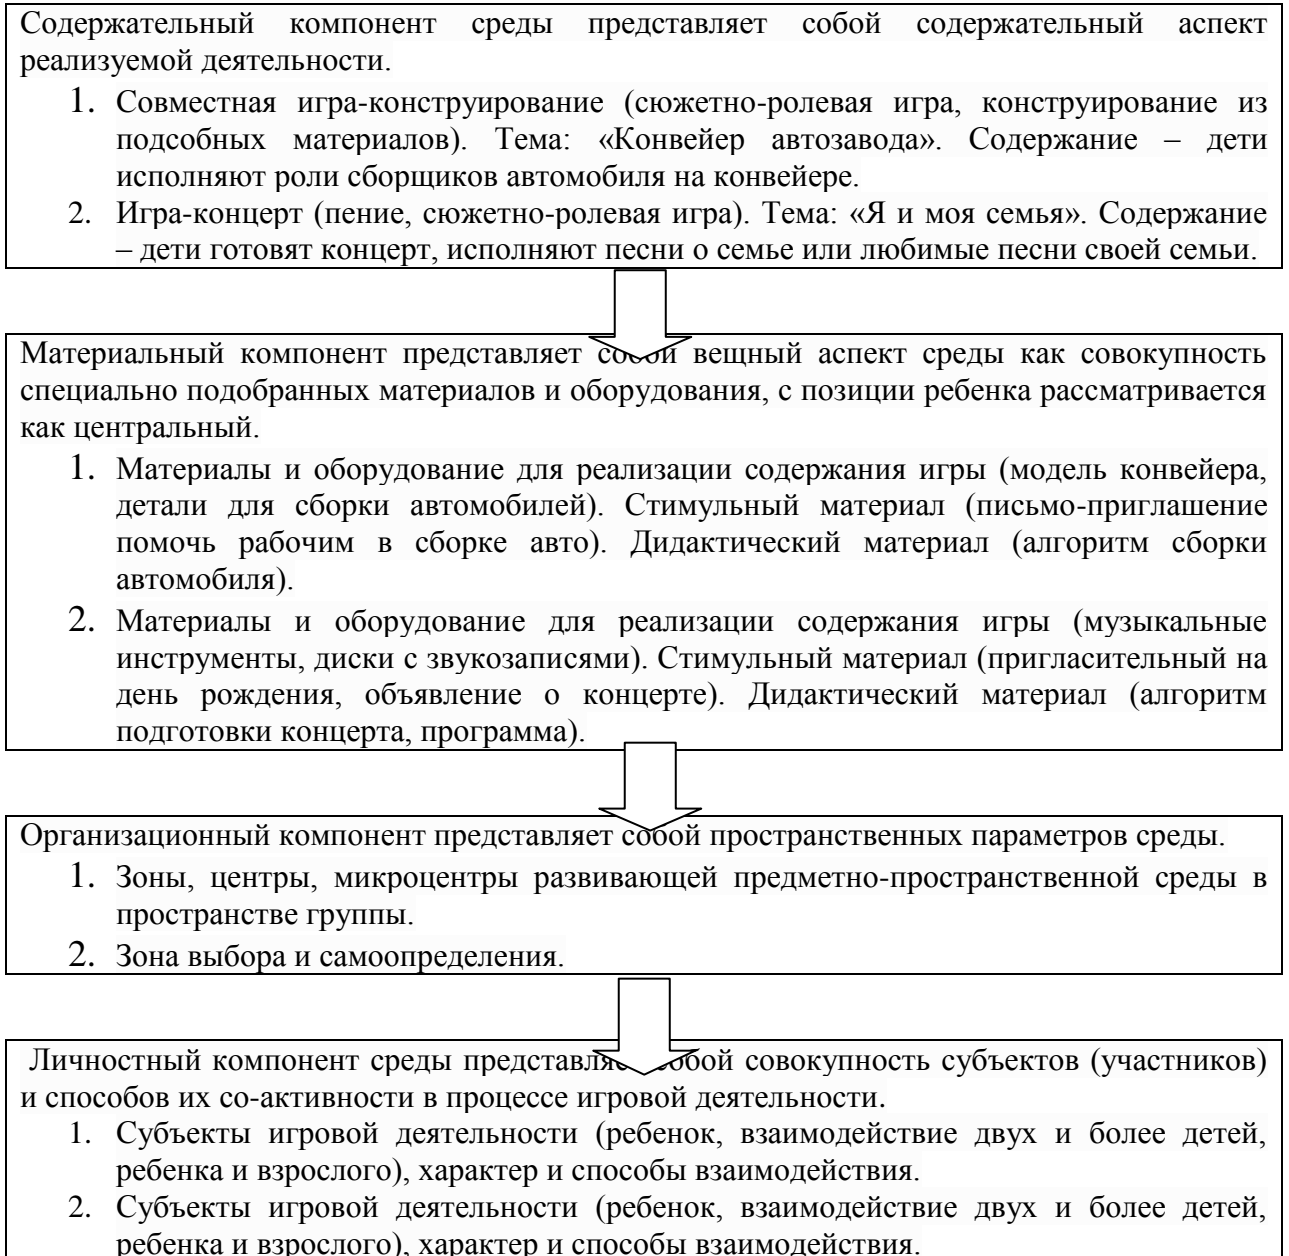 Содержательный компонент среды представляет собой содержательный аспект
реализуемой деятельности.
1. Совместная игра-конструирование (сюжетно-ролевая игра, конструирование из
подсобных материалов). Тема: «Конвейер автозавода». Содержание – дети
исполняют роли сборщиков автомобиля на конвейере.
2. Игра-концерт (пение, сюжетно-ролевая игра). Тема: «Я и моя семья». Содержание
– дети готовят концерт, исполняют песни о семье или любимые песни своей семьи.
Материальный компонент представляет собой вещный аспект среды как совокупность
специально подобранных материалов и оборудования, с позиции ребенка рассматривается
как центральный.
1. Материалы и оборудование для реализации содержания игры (модель конвейера,
детали для сборки автомобилей). Стимульный материал (письмо-приглашение
помочь рабочим в сборке авто). Дидактический материал (алгоритм сборки
автомобиля).
2. Материалы и оборудование для реализации содержания игры (музыкальные
инструменты, диски с звукозаписями). Стимульный материал (пригласительный на
день рождения, объявление о концерте). Дидактический материал (алгоритм
подготовки концерта, программа).
Организационный компонент представляет собой пространственных параметров среды.
1. Зоны, центры, микроцентры развивающей предметно-пространственной среды в
пространстве группы.
2. Зона выбора и самоопределения.
Личностный компонент среды представляет собой совокупность субъектов (участников)
и способов их со-активности в процессе игровой деятельности.
1. Субъекты игровой деятельности (ребенок, взаимодействие двух и более детей,
ребенка и взрослого), характер и способы взаимодействия.
2. Субъекты игровой деятельности (ребенок, взаимодействие двух и более детей,
ребенка и взрослого), характер и способы взаимодействия.